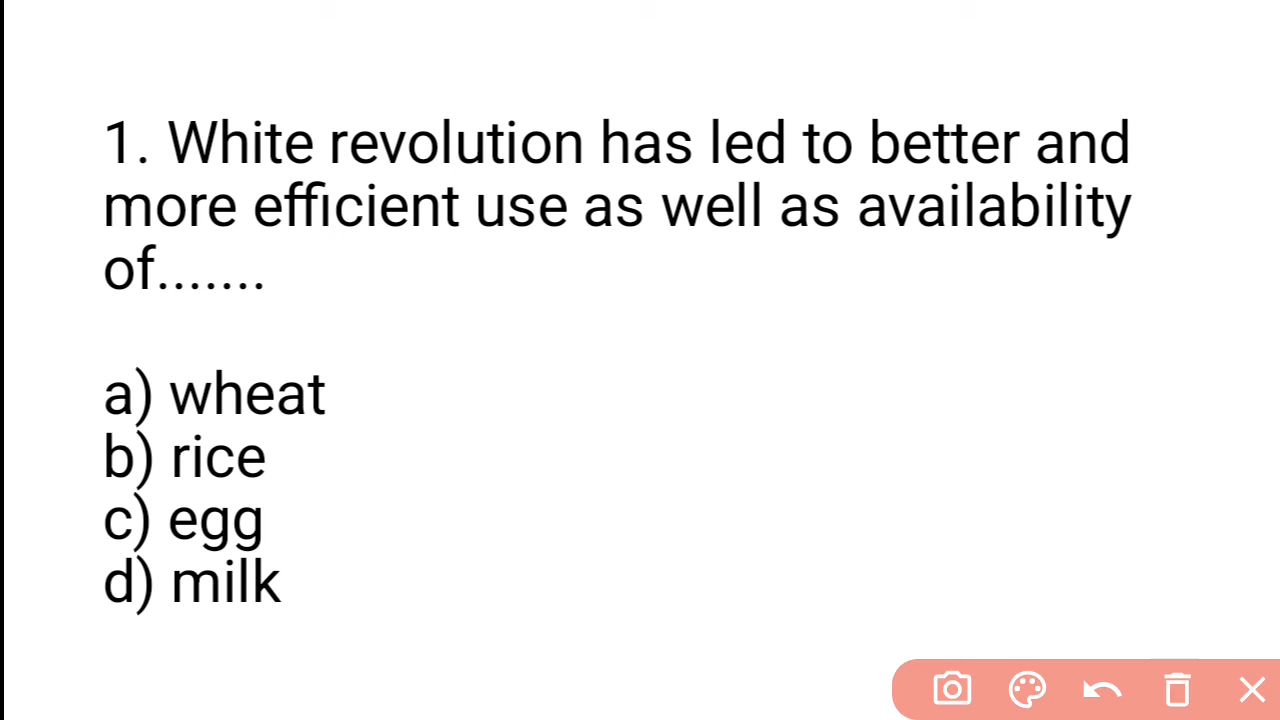 1. White revolution has led to better and
more efficient use as well as availability
of.......
a) wheat
b) rice
c) egg
d) milk